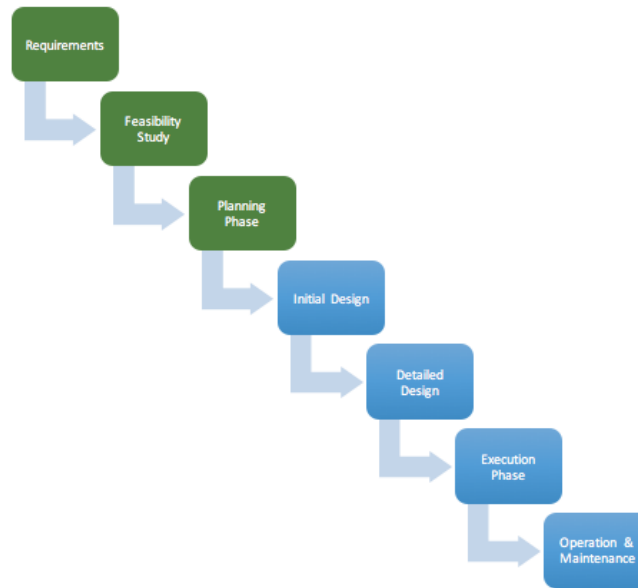 Requirements
Feasibility
Study
Planning
Phase
Initial Design
Detailed
Design
Execution
Phase
Operation &
Maintenance